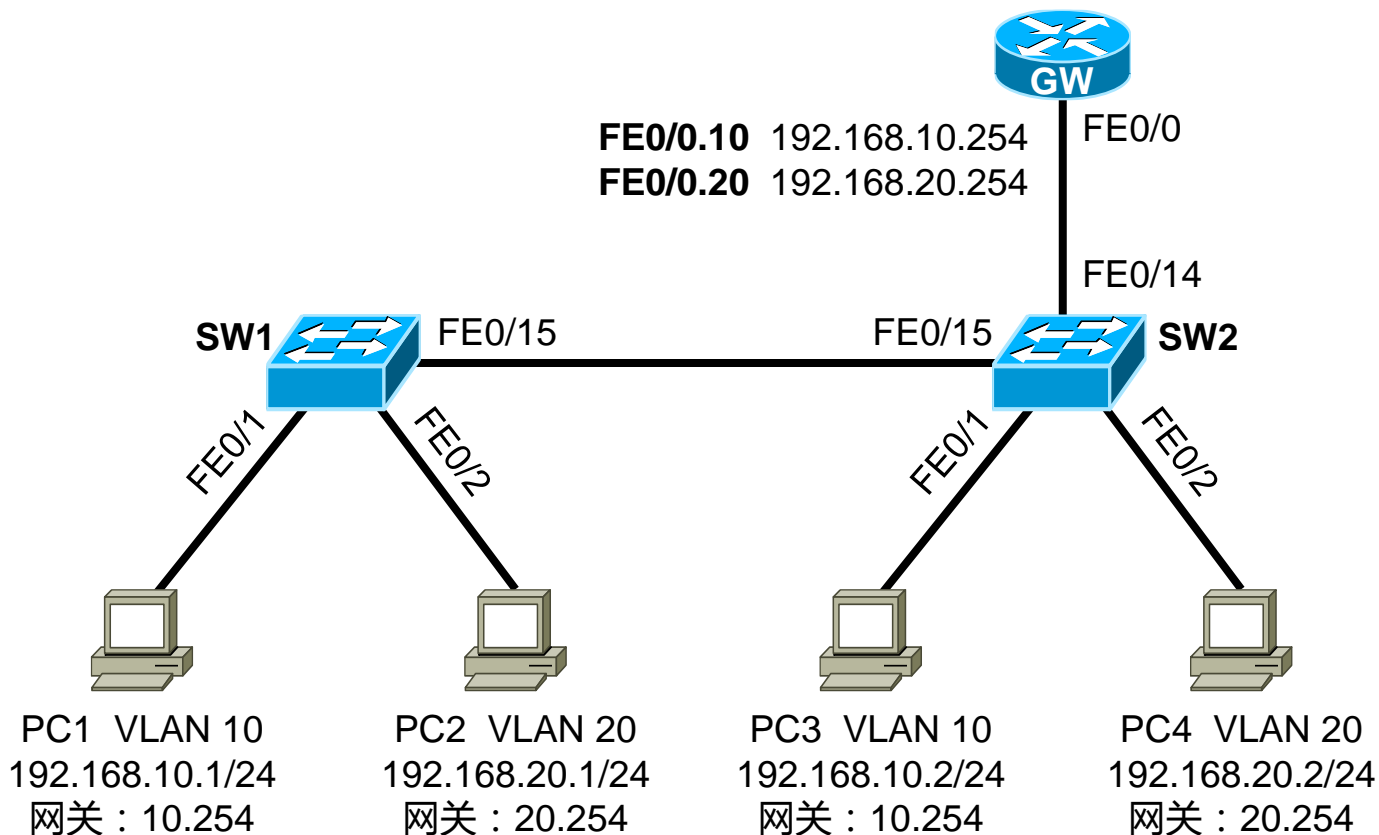 GW
FE0/0.10 192.168.10.254
FE0/0
FE0/0.20 192.168.20.254
FE0/14
SW1
FE0/15
FE0/15
SW2
FE0/1
FE0/2
FE0/1
FE0/2
PC1 VLAN 10
192.168.10.1/24
网关：10.254
PC2 VLAN 20
192.168.20.1/24
网关：20.254
PC3 VLAN 10
192.168.10.2/24
网关：10.254
PC4 VLAN 20
192.168.20.2/24
网关：20.254